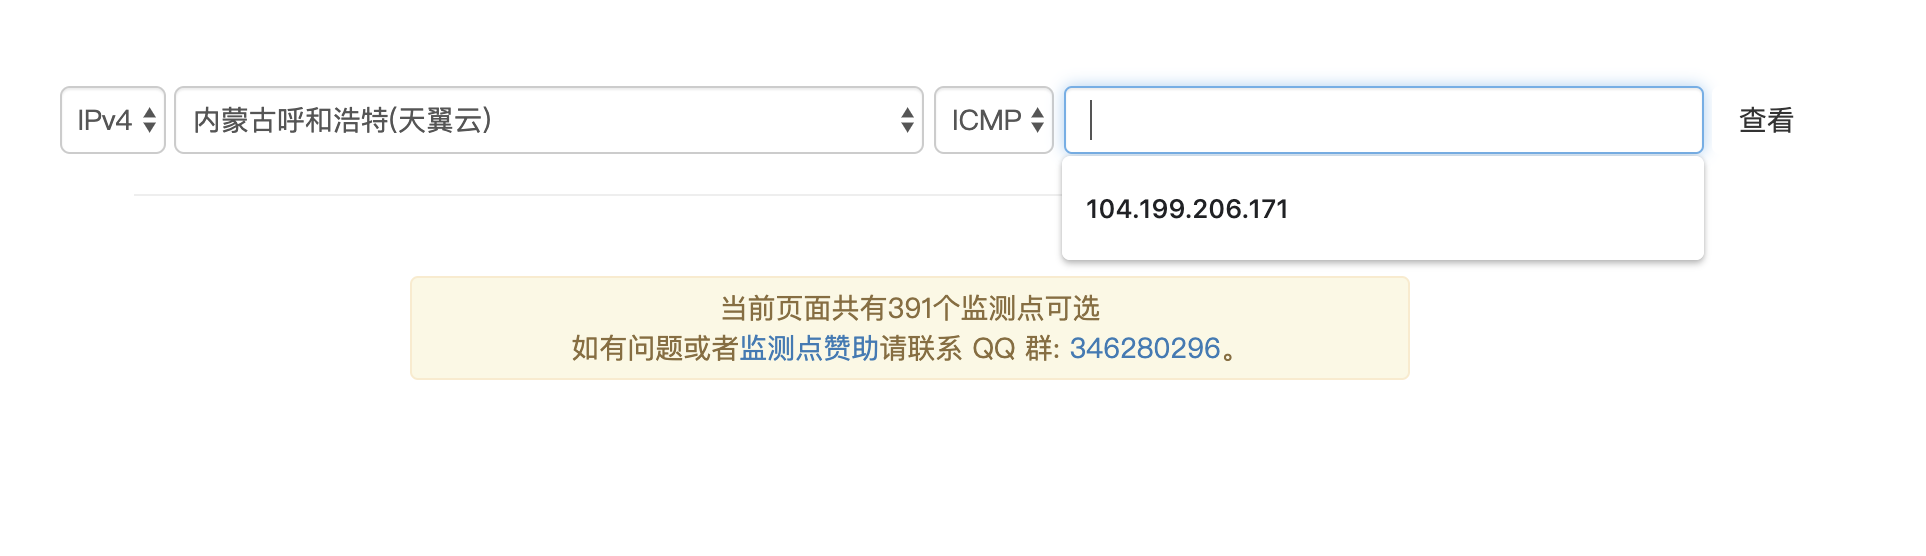 IPv4 内蒙古呼和浩特(天翼云) ICMP 查看
104.199.206.171
当前页面共有391个监测点可选
如有问题或者监测点赞助请联系 QQ 群: 346280296。